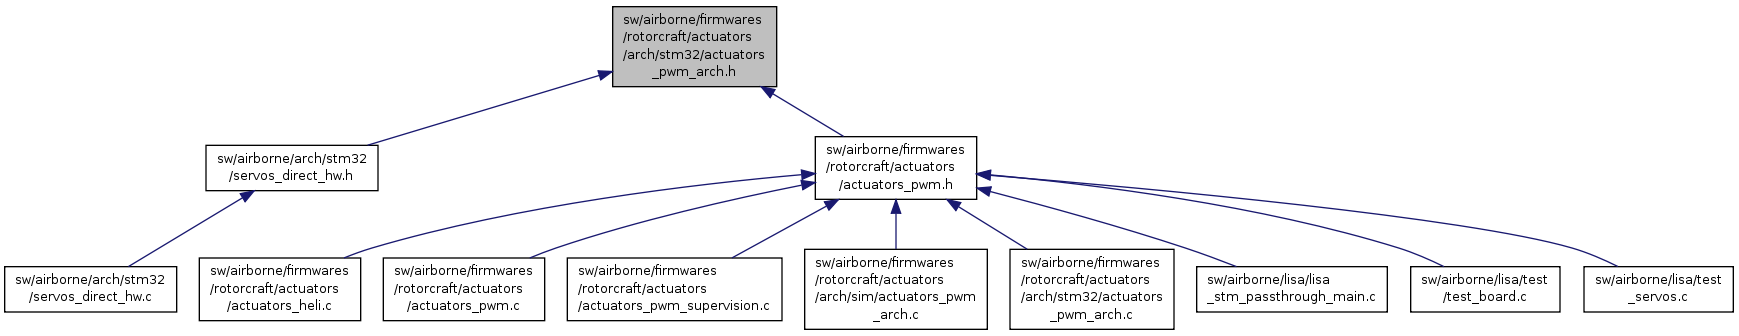 sw/airborne/firmwares
/rotorcraft/actuators
/arch/stm32/actuators
_pwm_arch.h
sw/airborne/arch/stm32
/servos_direct_hw.h
sw/airborne/firmwares
/rotorcraft/actuators
/actuators_pwm.h
sw/airborne/arch/stm32
/servos_direct_hw.c
sw/airborne/firmwares
/rotorcraft/actuators
/actuators_heli.c
sw/airborne/firmwares
/rotorcraft/actuators
/actuators_pwm.c
sw/airborne/firmwares
/rotorcraft/actuators
/actuators_pwm_supervision.c
sw/airborne/firmwares
/rotorcraft/actuators
/arch/sim/actuators_pwm
_arch.c
sw/airborne/firmwares
/rotorcraft/actuators
/arch/stm32/actuators
_pwm_arch.c
sw/airborne/lisa/lisa
_stm_passthrough_main.c
sw/airborne/lisa/test
/test_board.c
sw/airborne/lisa/test
_servos.c